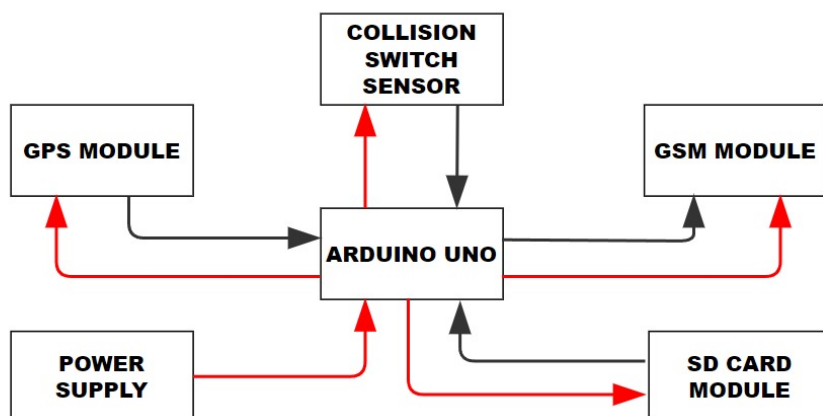 COLLISION
SWITCH
SENSOR
GPS MODULE
GSM MODULE
ARDUINO UNO
POWER
SUPPLY
SD CARD
MODULE